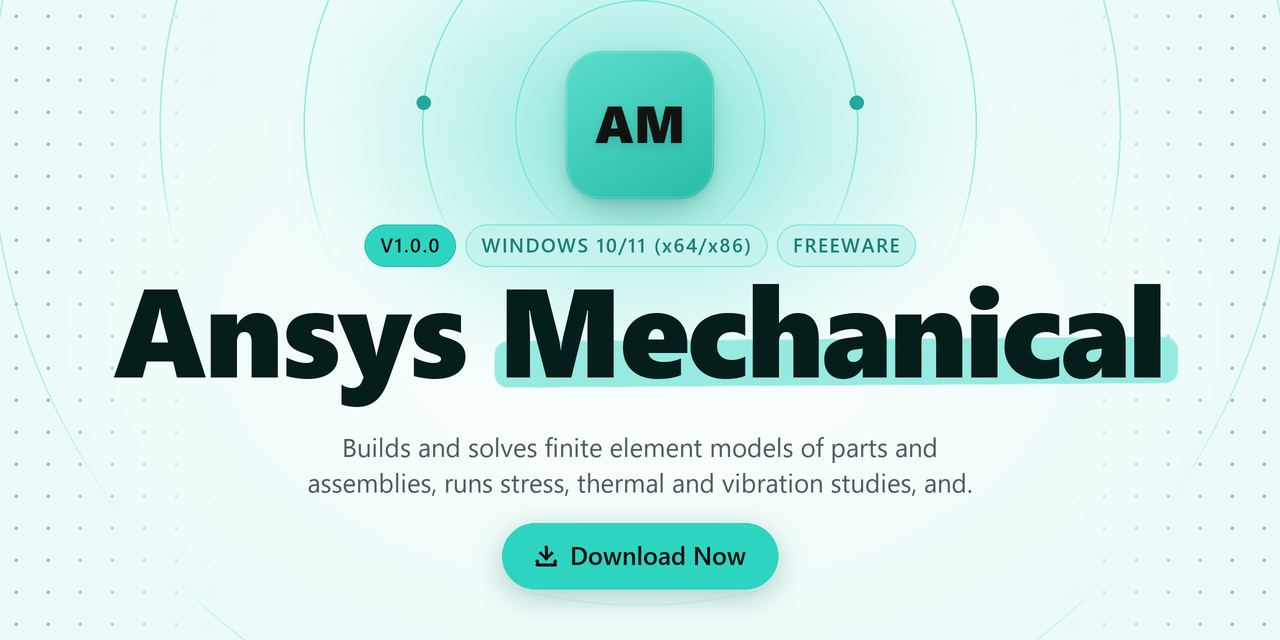 AM
V1.0.0 WINDOWS 10/11 (x64/x86) FREEWARE
Ansys Mechanical
Builds and solves finite element models of parts and
assemblies, runs stress, thermal and vibration studies, and.
Download Now